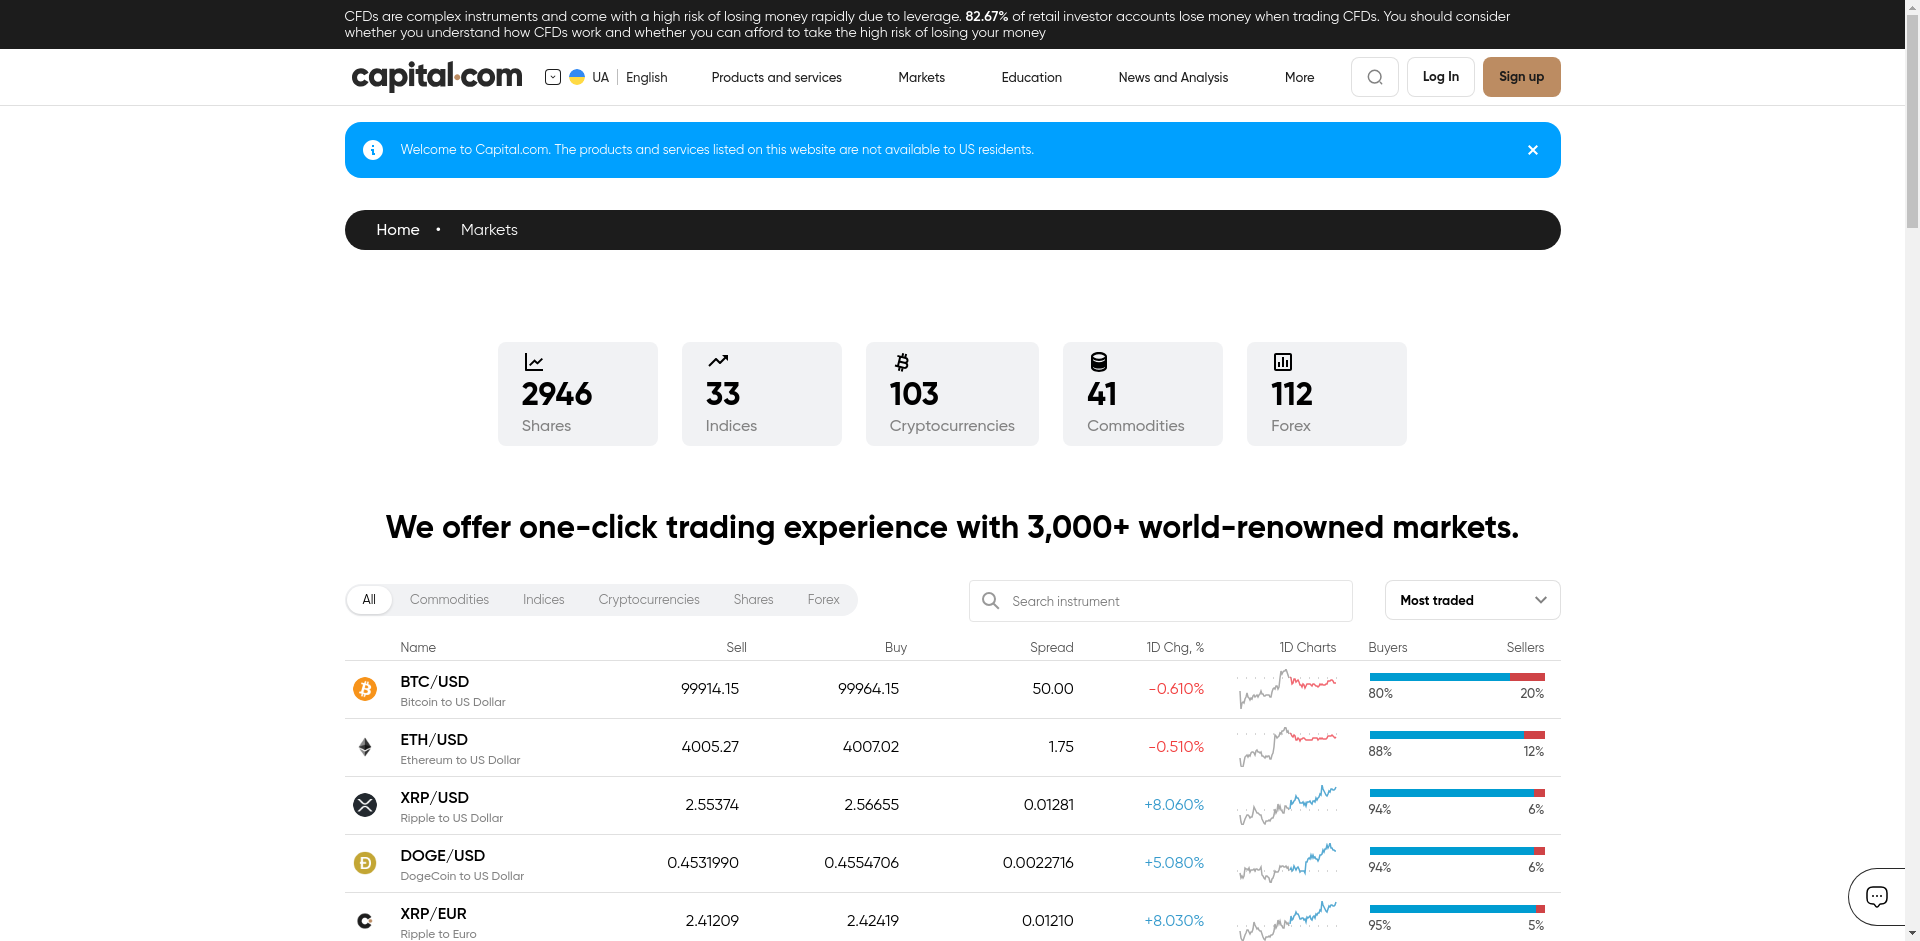 CFDs are complex instruments and come with a high risk of losing money rapidly due to leverage. 82.67% of retail investor accounts lose money when trading CFDs. You should consider
whether you understand how CFDs work and whether you can afford to take the high risk of losing your money
capital.com UA English Products and services Markets Education News and Analysis More Log In Sign up
Welcome to Capital.com. The products and services listed on this website are not available to US residents.
Home • Markets
2946 33 103 41 112
Shares Indices Cryptocurrencies Commodities Forex
We offer one-click trading experience with 3,000+ world-renowned markets.
All Commodities Indices Cryptocurrencies Shares Forex Search instrument Most traded
Name Sell Buy Spread 1D Chg, % 1D Charts Buyers Sellers
BTC/USD 99914.15 99964.15 50.00 -0.610% 80% 20%
Bitcoin to US Dollar
ETH/USD 4005.27 4007.02 1.75 -0.510% 88% 12%
Ethereum to US Dollar
XRP/USD 2.55374 2.56655 0.01281 +8.060% 94% 6%
Ripple to US Dollar
DOGE/USD 0.4531990 0.4554706 0.0022716 +5.080% 94% 6%
DogeCoin to US Dollar
XRP/EUR 2.41209 2.42419 0.01210 +8.030% 95% 5%
Ripple to Euro